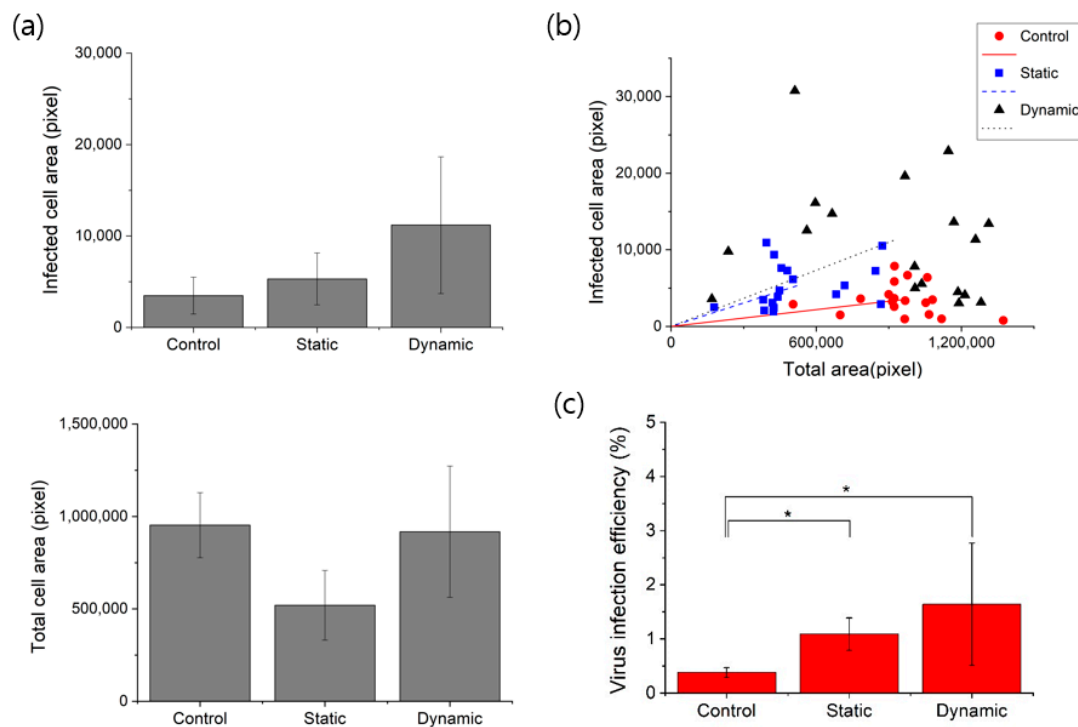 (a)
30,000
20,000
10,000
0
Infected cell area (pixel)
Control Static Dynamic
(b)
Control
Static
Dynamic
30,000
20,000
10,000
0
Infected cell area (pixel)
0 600,000 1,200,000
Total area(pixel)
1,500,000
1,000,000
500,000
0
Total cell area (pixel)
Control Static Dynamic
(c)
5
4
3
2
1
0
Virus infection efficiency (%)
*
*
Control Static Dynamic